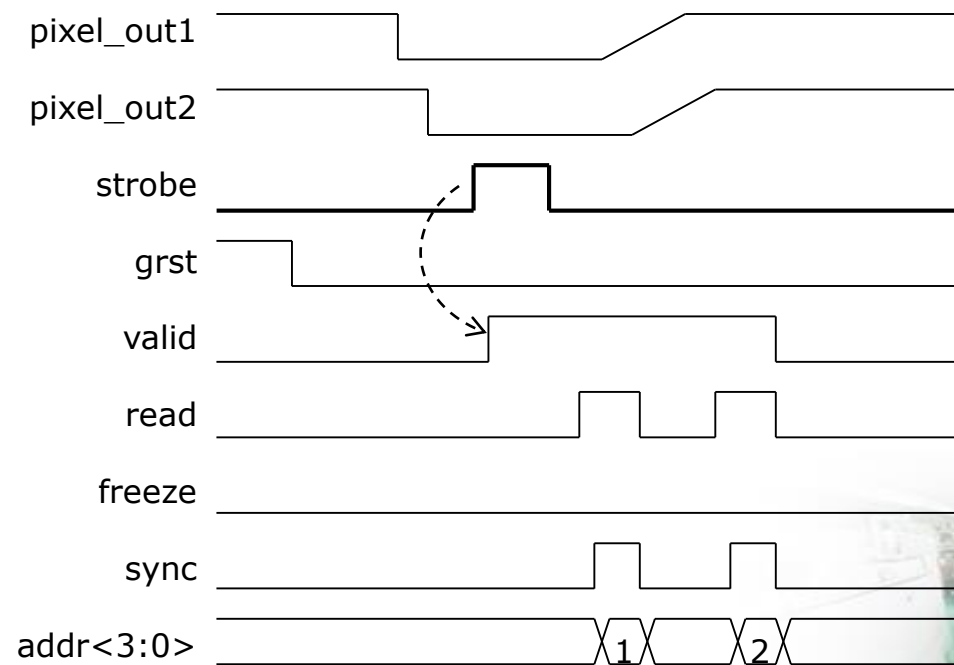 pixel_out1
pixel_out2
strobe
grst
valid
read
freeze
sync
addr<3:0>
1 2